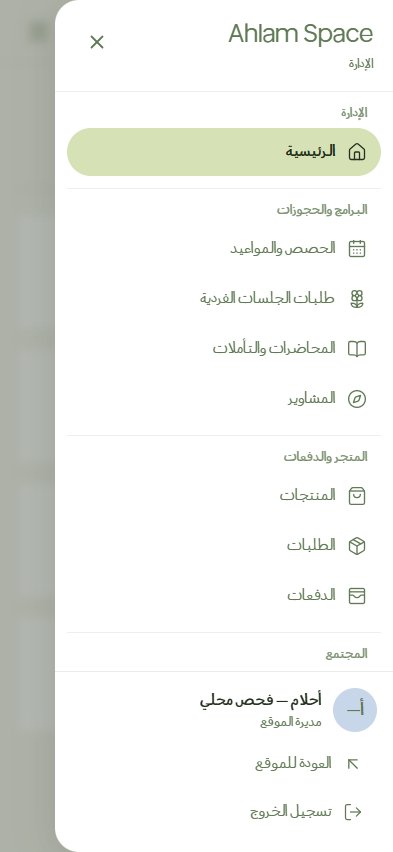 Ahlam Space
الإدارة
الإدارة
الرئيسية
البرامج والحجوزات
الحصص والمواعيد
طلبات الجلسات الفردية
المحاضرات والتأملات
المشاوير
المتجر والدفعات
المنتجات
الطلبات
الدفعات
المجتمع
أ—
أحلام — فحص محلي
مديرة الموقع
العودة للموقع
تسجيل الخروج